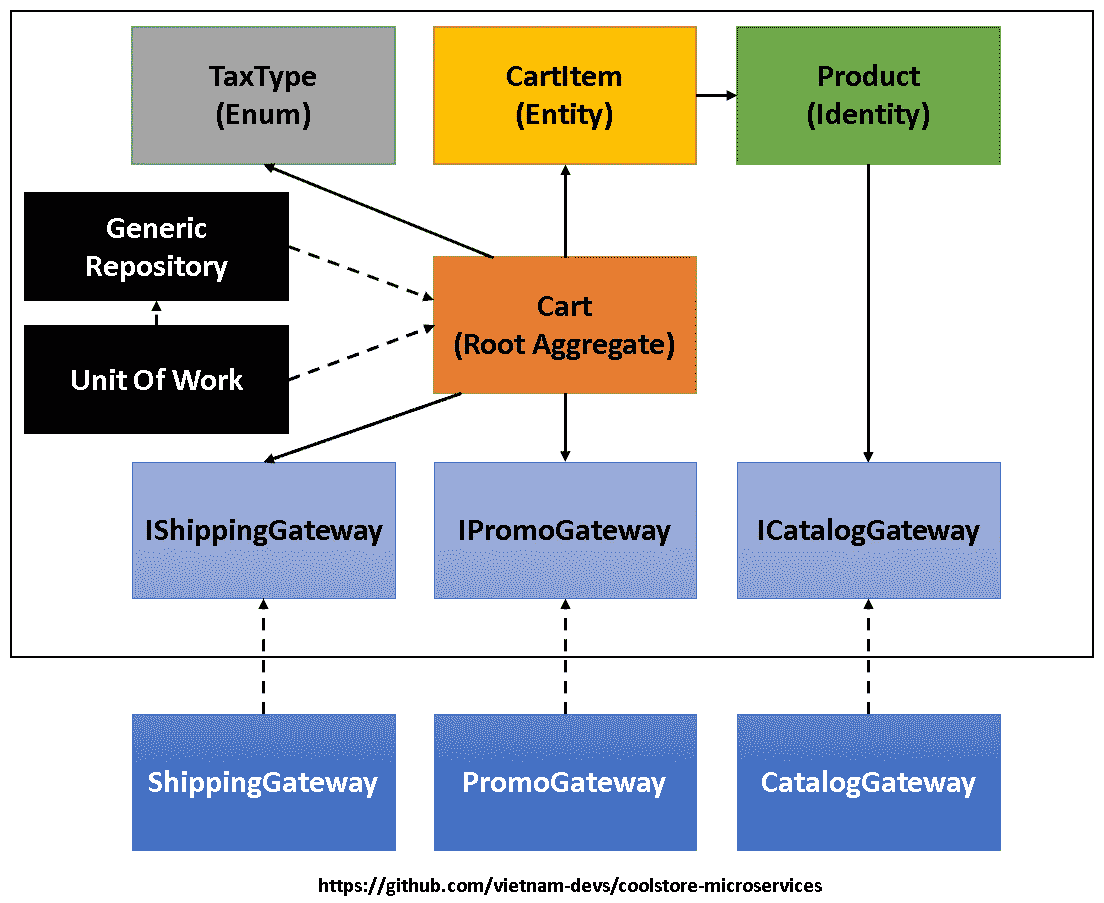 TaxType
(Enum)
CartItem
(Entity)
Product
(Identity)
Generic
Repository
Cart
(Root Aggregate)
Unit Of Work
IShippingGateway
IPromoGateway
ICatalogGateway
ShippingGateway
PromoGateway
CatalogGateway
https://github.com/vietnam-devs/coolstore-microservices